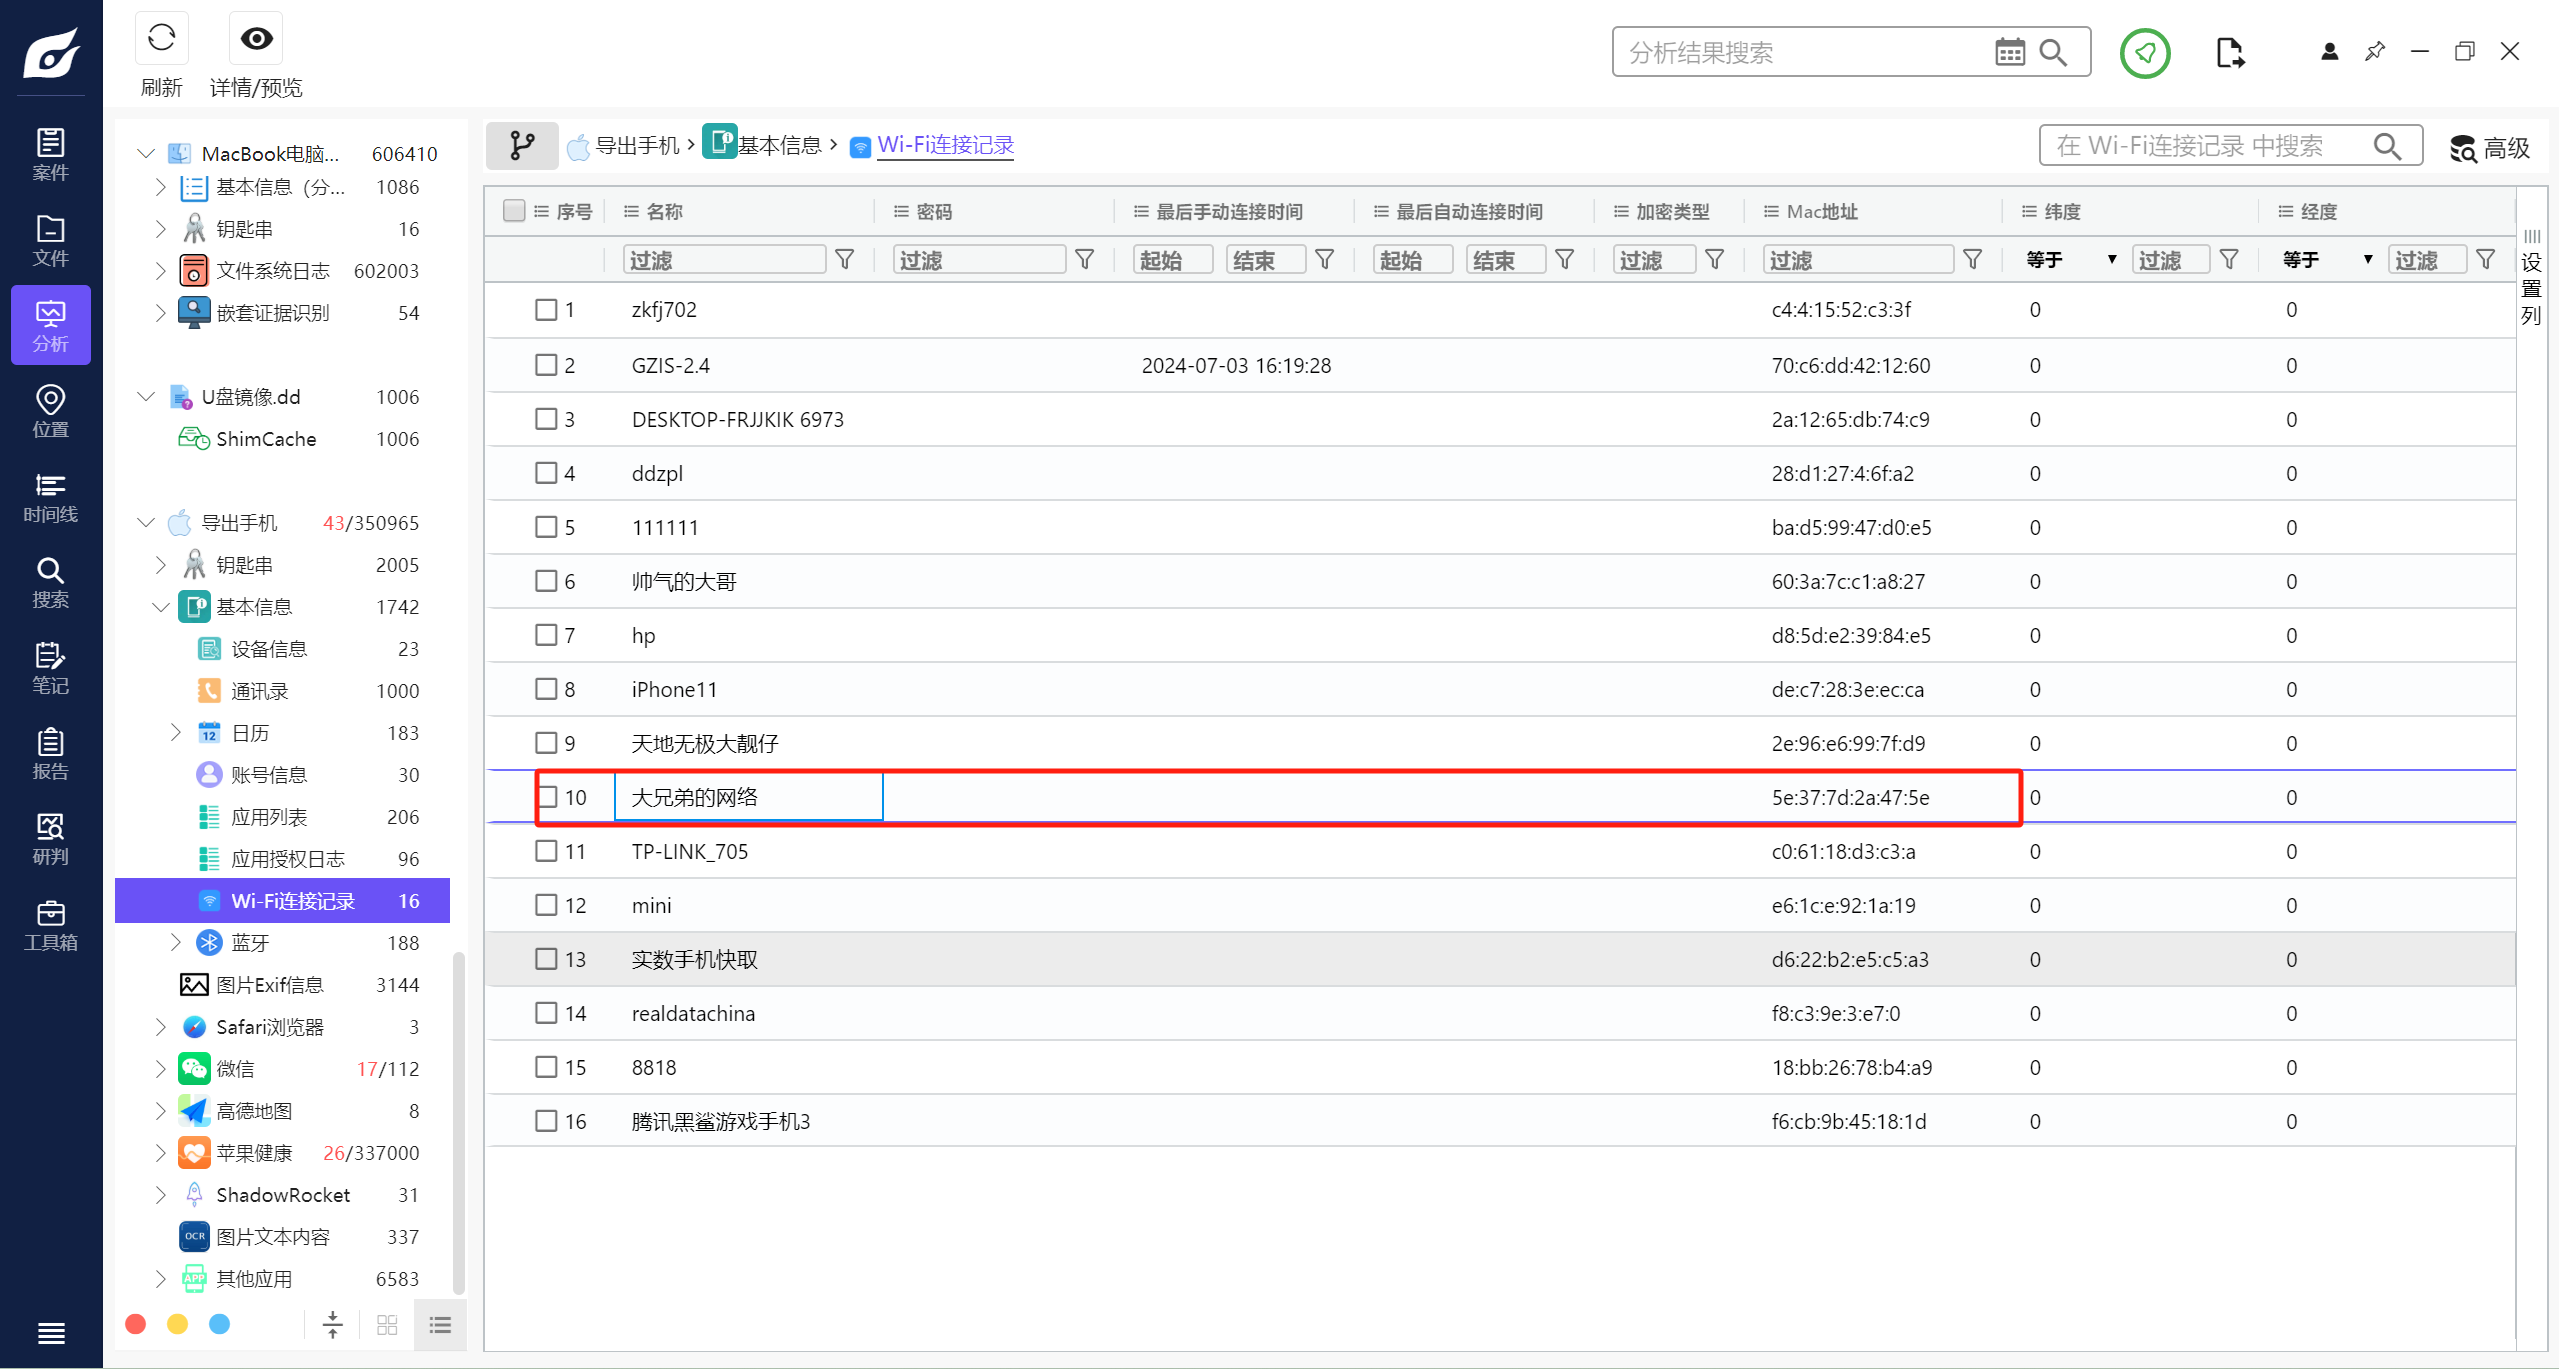 刷新
详情/预览
分析结果搜索
案件
文件
分析
位置
时间线
搜索
笔记
报告
研判
工具箱
MacBook电脑... 606410
基本信息（分... 1086
钥匙串 16
文件系统日志 602003
嵌套证据识别 54
U盘镜像.dd 1006
ShimCache 1006
导出手机 43/350965
钥匙串 2005
基本信息 1742
设备信息 23
通讯录 1000
日历 183
账号信息 30
应用列表 206
应用授权日志 96
Wi-Fi连接记录 16
蓝牙 188
图片Exif信息 3144
Safari浏览器 3
微信 17/112
高德地图 8
苹果健康 26/337000
ShadowRocket 31
图片文本内容 337
其他应用 6583
导出手机 › 基本信息 › Wi-Fi连接记录
在 Wi-Fi连接记录 中搜索
高级
序号 名称 密码 最后手动连接时间 最后自动连接时间 加密类型 Mac地址 纬度 经度
过滤 过滤 起始 结束 起始 结束 过滤 过滤 等于 ▼ 过滤 等于 ▼ 过滤
设置列
1 zkfj702 c4:4:15:52:c3:3f 0 0
2 GZIS-2.4 2024-07-03 16:19:28 70:c6:dd:42:12:60 0 0
3 DESKTOP-FRJJKIK 6973 2a:12:65:db:74:c9 0 0
4 ddzpl 28:d1:27:4:6f:a2 0 0
5 111111 ba:d5:99:47:d0:e5 0 0
6 帅气的大哥 60:3a:7c:c1:a8:27 0 0
7 hp d8:5d:e2:39:84:e5 0 0
8 iPhone11 de:c7:28:3e:ec:ca 0 0
9 天地无极大靓仔 2e:96:e6:99:7f:d9 0 0
10 大兄弟的网络 5e:37:7d:2a:47:5e 0 0
11 TP-LINK_705 c0:61:18:d3:c3:a 0 0
12 mini e6:1c:e:92:1a:19 0 0
13 实数手机快取 d6:22:b2:e5:c5:a3 0 0
14 realdatachina f8:c3:9e:3:e7:0 0 0
15 8818 18:bb:26:78:b4:a9 0 0
16 腾讯黑鲨游戏手机3 f6:cb:9b:45:18:1d 0 0